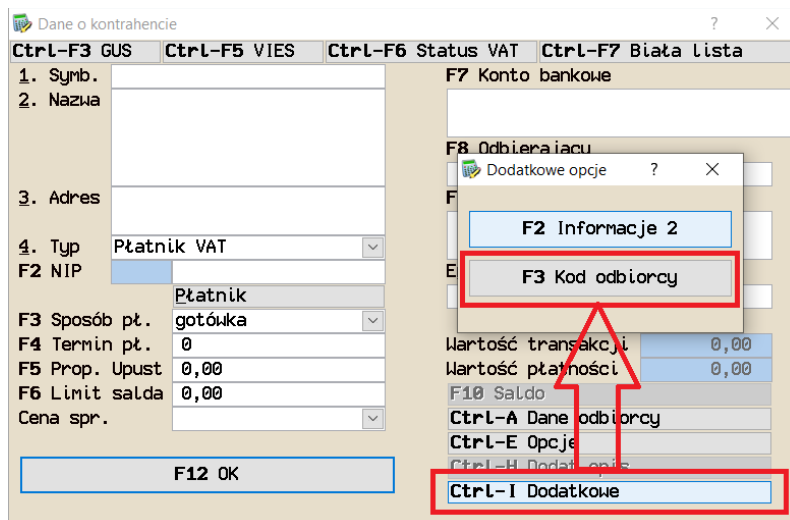 Dane o kontrahencie ?
Ctrl-F3 GUS Ctrl-F5 VIES Ctrl-F6 Status VAT Ctrl-F7 Biała lista
1. Symb.
2. Nazwa
3. Adres
4. Typ Płatnik VAT
F2 NIP
Płatnik
F3 Sposób pł. gotówka
F4 Termin pł. 0
F5 Prop. Upust 0,00
F6 Limit salda 0,00
Cena spr.
F12 OK
F7 Konto bankowe
F8 Odbierający
Dodatkowe opcje ?
F2 Informacje 2
F3 Kod odbiorcy
Wartość transakcji 0,00
Wartość płatności 0,00
F10 Saldo
Ctrl-A Dane odbiorcy
Ctrl-E Opcje
Ctrl-H Dodat.opis
Ctrl-I Dodatkowe